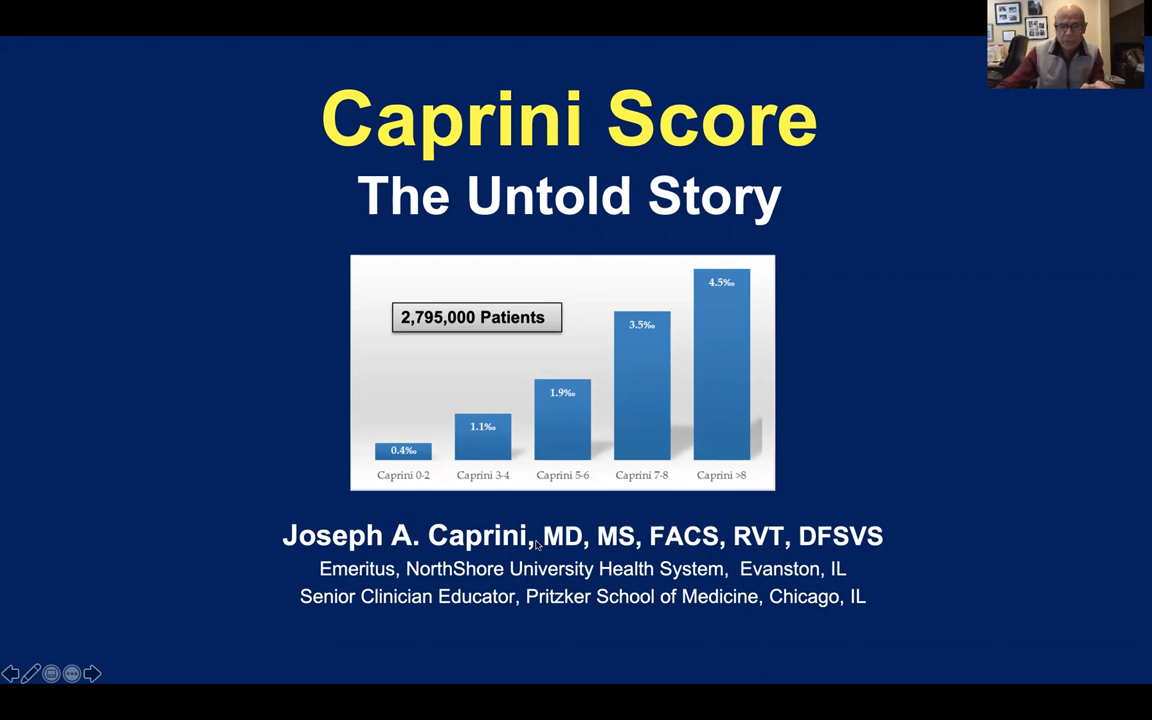 Caprini Score
The Untold Story
2,795,000 Patients
4.5‰
3.5‰
1.9‰
1.1‰
0.4‰
Caprini 0-2 Caprini 3-4 Caprini 5-6 Caprini 7-8 Caprini >8
Joseph A. Caprini, MD, MS, FACS, RVT, DFSVS
Emeritus, NorthShore University Health System, Evanston, IL
Senior Clinician Educator, Pritzker School of Medicine, Chicago, IL